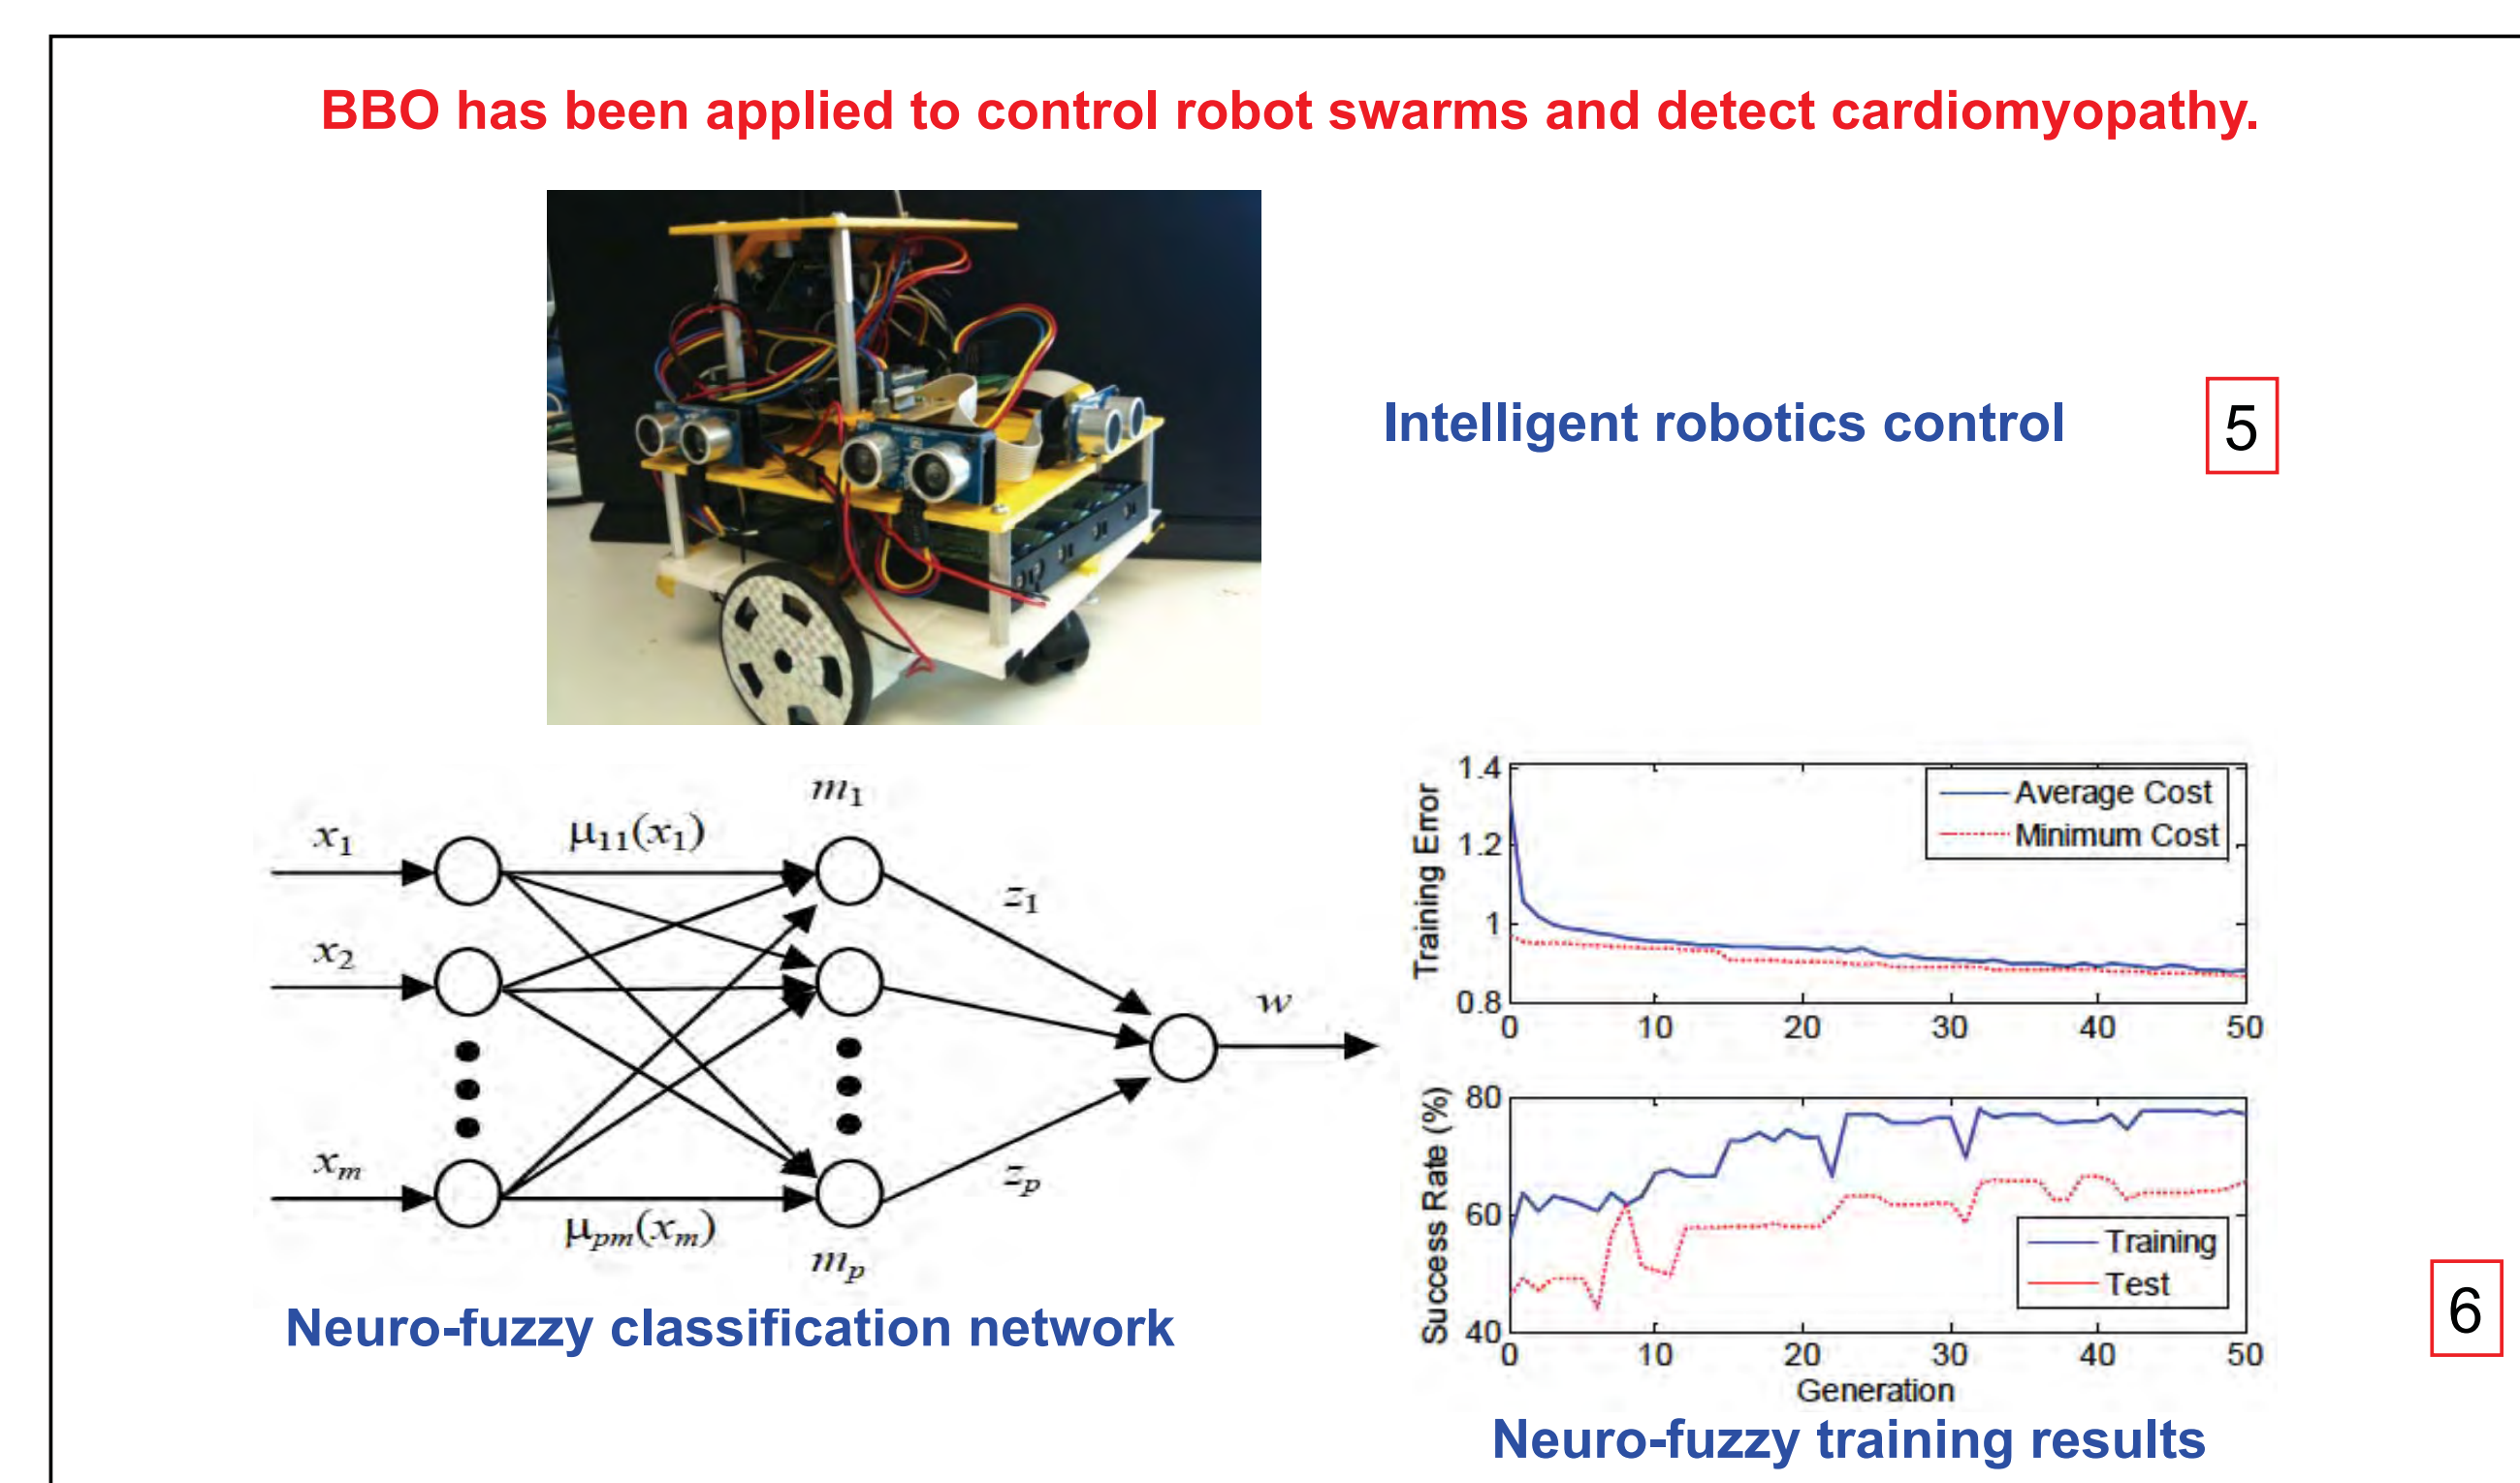 BBO has been applied to control robot swarms and detect cardiomyopathy.
Intelligent robotics control
5
x1
x2
xm
μ11(x1)
μpm(xm)
m1
mp
z1
zp
w
Neuro-fuzzy classification network
Training Error
1.4
1.2
1
0.8
0 10 20 30 40 50
Average Cost
Minimum Cost
Success Rate (%)
80
60
40
0 10 20 30 40 50
Training
Test
Generation
Neuro-fuzzy training results
6